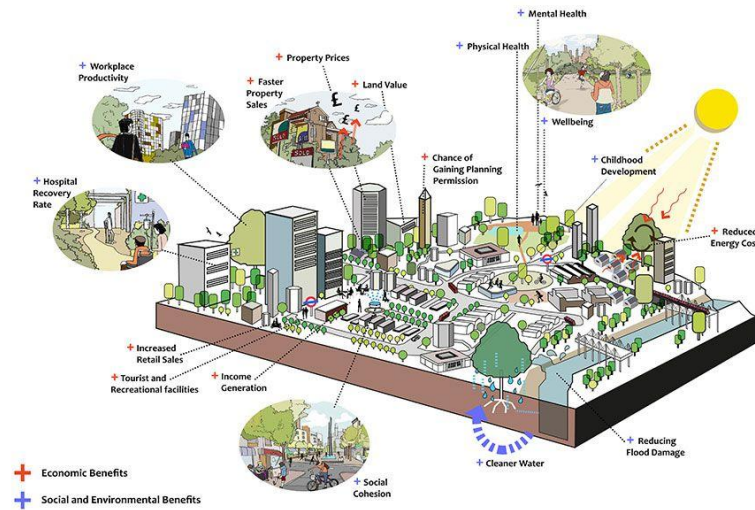 + Mental Health
+ Property Prices
+ Physical Health
+ Workplace
Productivity
+ Faster
Property
Sales
+ Land Value
£
£
£
SOLD
SOLD
+ Wellbeing
+ Chance of
Gaining Planning
Permission
+ Childhood
Development
+ Hospital
Recovery
Rate
+ Reduced
Energy Cos
+ Increased
Retail Sales
+ Tourist and
Recreational facilities
+ Income
Generation
+ Reducing
Flood Damage
+ Cleaner Water
+ Social
Cohesion
+ Economic Benefits
+ Social and Environmental Benefits